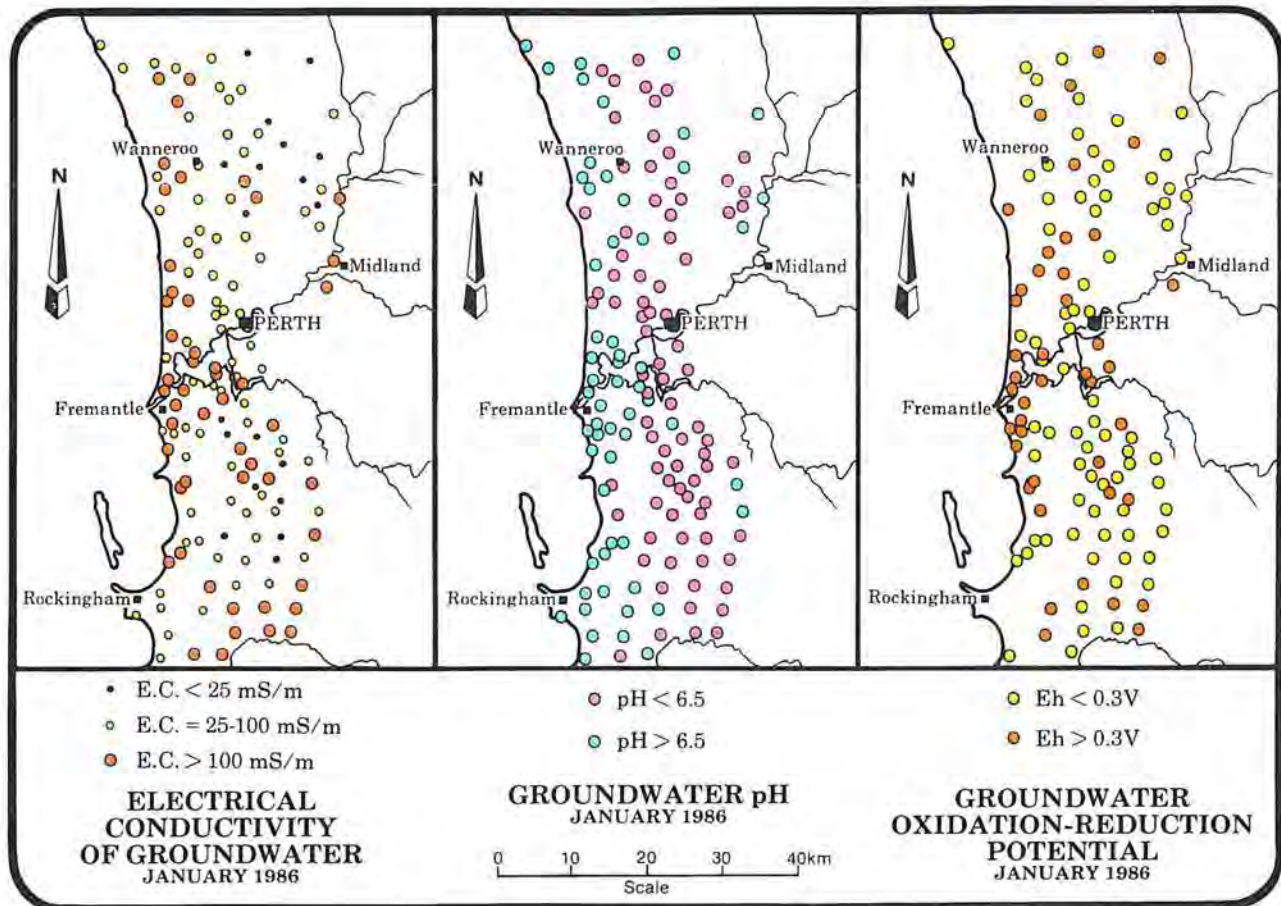 N
Wanneroo
Midland
PERTH
Fremantle
Rockingham
E.C. < 25 mS/m
E.C. = 25-100 mS/m
E.C. > 100 mS/m
ELECTRICAL
CONDUCTIVITY
OF GROUNDWATER
JANUARY 1986
N
Wanneroo
Midland
PERTH
Fremantle
Rockingham
pH < 6.5
pH > 6.5
GROUNDWATER pH
JANUARY 1986
0 10 20 30 40km
Scale
N
Wanneroo
Midland
PERTH
Fremantle
Rockingham
Eh < 0.3V
Eh > 0.3V
GROUNDWATER
OXIDATION-REDUCTION
POTENTIAL
JANUARY 1986